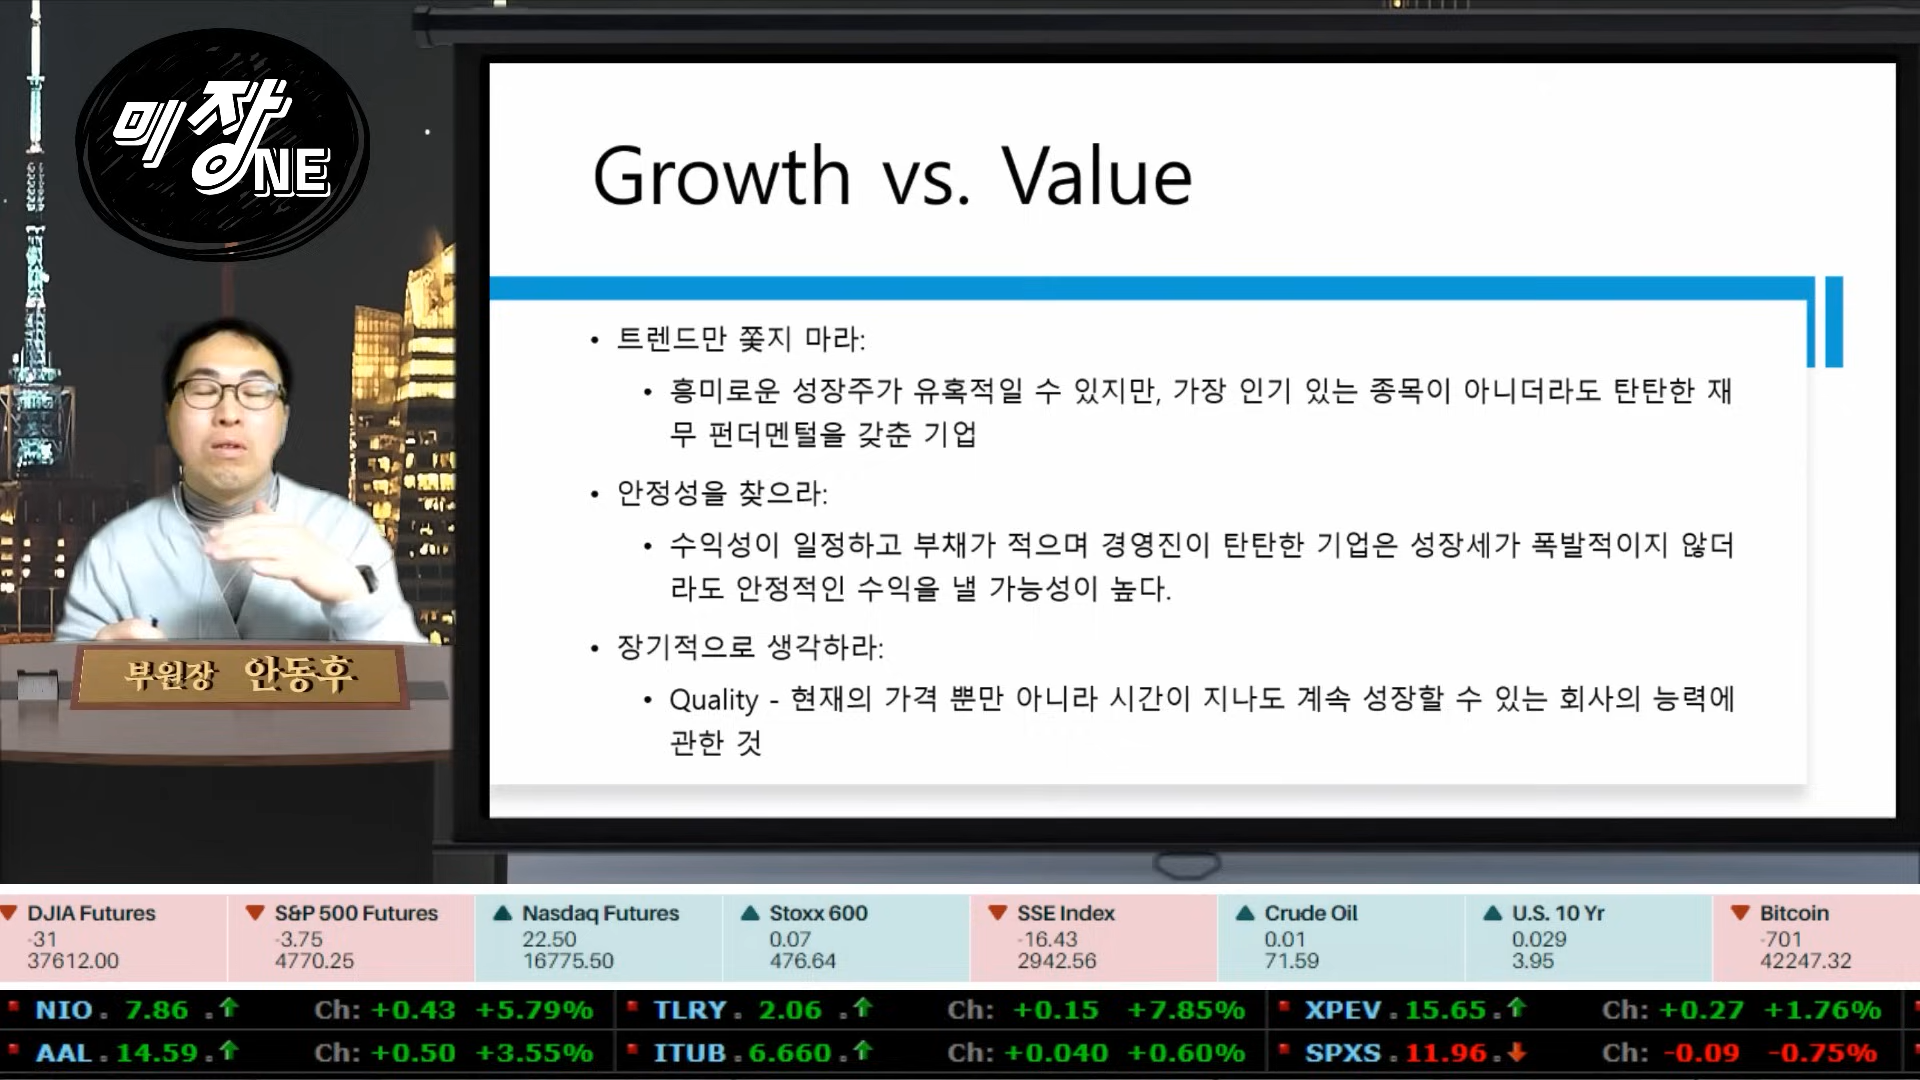 미장
NE
Growth vs. Value
• 트렌드만 쫓지 마라:
• 흥미로운 성장주가 유혹적일 수 있지만, 가장 인기 있는 종목이 아니더라도 탄탄한 재
무 펀더멘털을 갖춘 기업
• 안정성을 찾으라:
• 수익성이 일정하고 부채가 적으며 경영진이 탄탄한 기업은 성장세가 폭발적이지 않더
라도 안정적인 수익을 낼 가능성이 높다.
• 장기적으로 생각하라:
• Quality - 현재의 가격 뿐만 아니라 시간이 지나도 계속 성장할 수 있는 회사의 능력에
관한 것
부원장 안동후
DJIA Futures
-31
37612.00
S&P 500 Futures
-3.75
4770.25
Nasdaq Futures
22.50
16775.50
Stoxx 600
0.07
476.64
SSE Index
-16.43
2942.56
Crude Oil
0.01
71.59
U.S. 10 Yr
0.029
3.95
Bitcoin
-701
42247.32
NIO . 7.86 . ↑ Ch: +0.43 +5.79% TLRY . 2.06 . ↑ Ch: +0.15 +7.85% XPEV . 15.65 . ↑ Ch: +0.27 +1.76%
AAL . 14.59 . ↑ Ch: +0.50 +3.55% ITUB . 6.660 . ↑ Ch: +0.040 +0.60% SPXS . 11.96 . ↓ Ch: -0.09 -0.75%